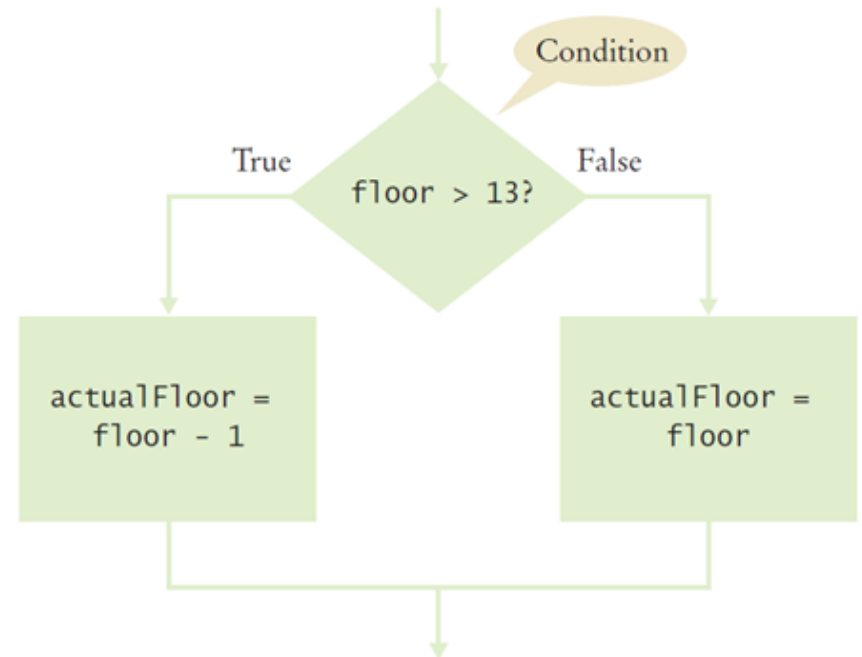 Condition
True
False
floor > 13?
actualFloor =
floor - 1
actualFloor =
floor